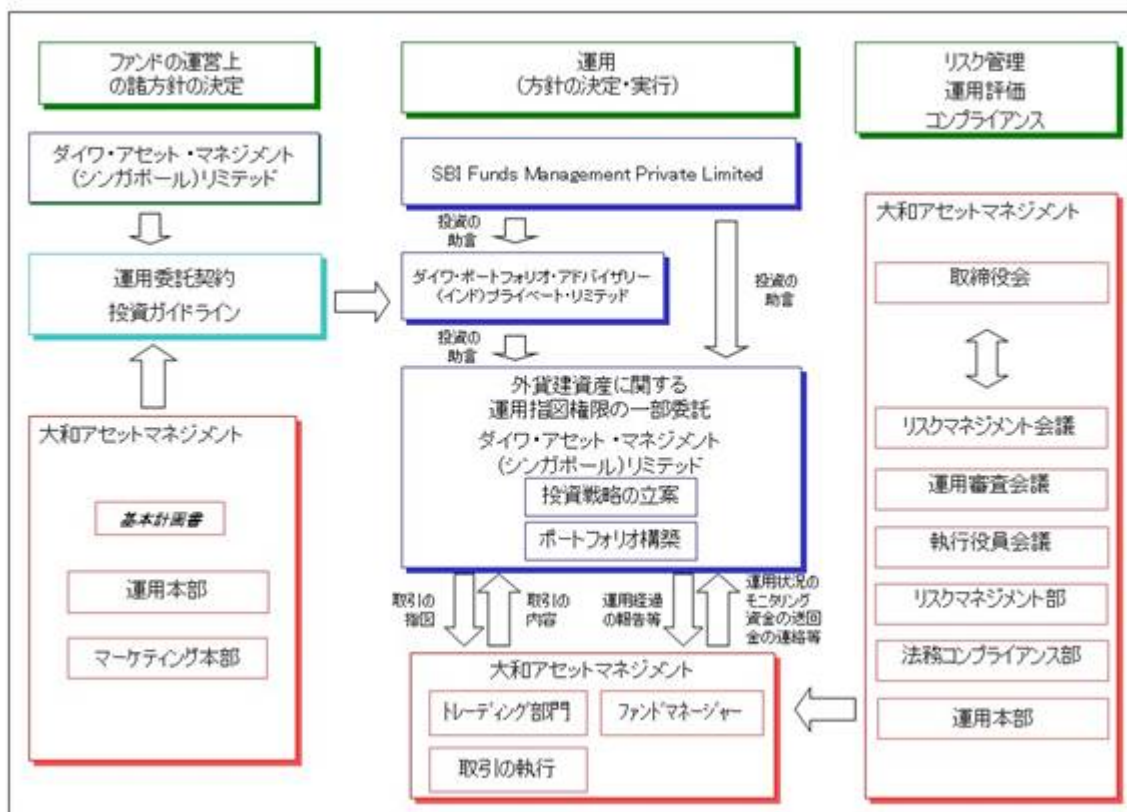 ファンドの運営上
の諸方針の決定
運用
(方針の決定・実行)
リスク管理
運用評価
コンプライアンス
ダイワ・アセット・マネジメント
(シンガポール)リミテッド
SBI Funds Management Private Limited
大和アセットマネジメント
取締役会
リスクマネジメント会議
運用審査会議
執行役員会議
リスクマネジメント部
法務コンプライアンス部
運用本部
投資の
助言
投資の
助言
運用委託契約
投資ガイドライン
ダイワ・ポートフォリオ・アドバイザリー
(インド)プライベート・リミテッド
投資の
助言
外貨建資産に関する
運用指図権限の一部委託
ダイワ・アセット・マネジメント
(シンガポール)リミテッド
投資戦略の立案
ポートフォリオ構築
大和アセットマネジメント
基本計画書
運用本部
マーケティング本部
取引の
指図
取引の
内容
運用経過
の報告等
運用状況の
モニタリング
資金の送回
金の連絡等
大和アセットマネジメント
トレーディング部門
ファンドマネージャー
取引の執行